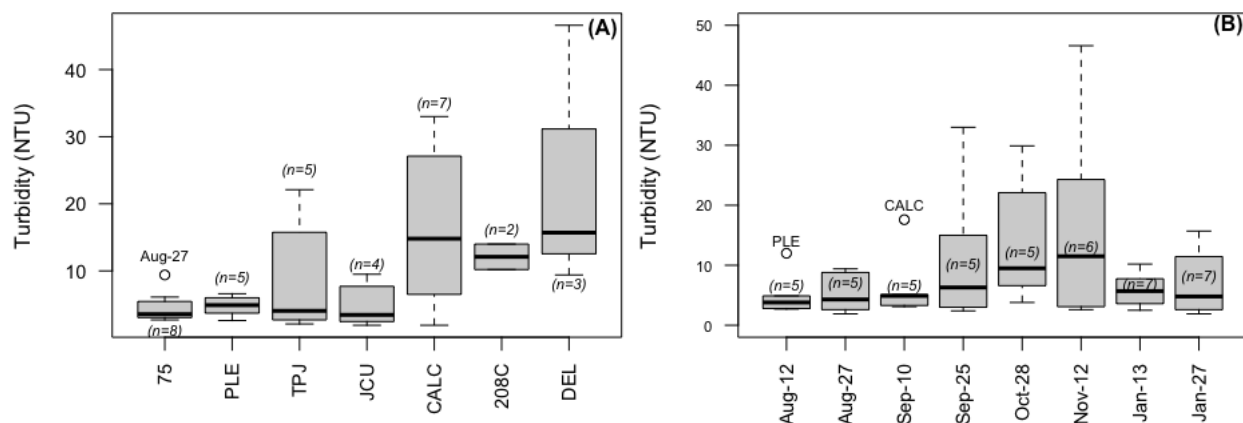 (A)
Turbidity (NTU)
40
30
20
10
Aug-27
(n=8)
(n=5)
(n=5)
(n=4)
(n=7)
(n=2)
(n=3)
75
PLE
TPJ
JCU
CALC
208C
DEL
(B)
Turbidity (NTU)
50
40
30
20
10
0
PLE
(n=5)
(n=5)
CALC
(n=5)
(n=5)
(n=5)
(n=6)
(n=7)
(n=7)
Aug-12
Aug-27
Sep-10
Sep-25
Oct-28
Nov-12
Jan-13
Jan-27